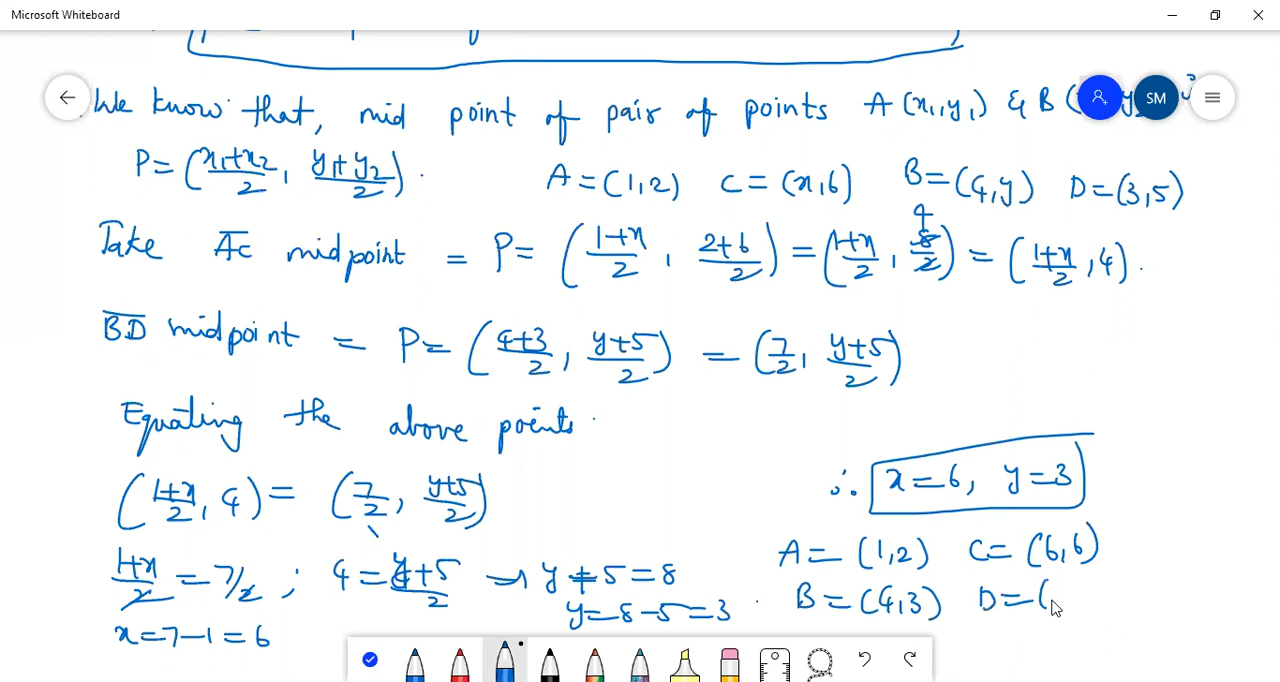 Microsoft Whiteboard
We know that, mid point of pair of points A(x₁,y₁) & B(
SM
P=(x₁+x₂/2, y₁+y₂/2). A=(1,2) C=(x,6) B=(4,y) D=(3,5)
Take AC midpoint = P=(1+x/2, 2+6/2)=(1+x/2, 8/2 4)=(1+x/2, 4).
BD midpoint = P=(4+3/2, y+5/2)=(7/2, y+5/2)
Equating the above points.
(1+x/2, 4)=(7/2, y+5/2)
∴ x=6, y=3
1+x/2=7/2; 4=y+5/2 → y+5=8
y=8-5=3.
x=7-1=6
A=(1,2) C=(6,6)
B=(4,3) D=(